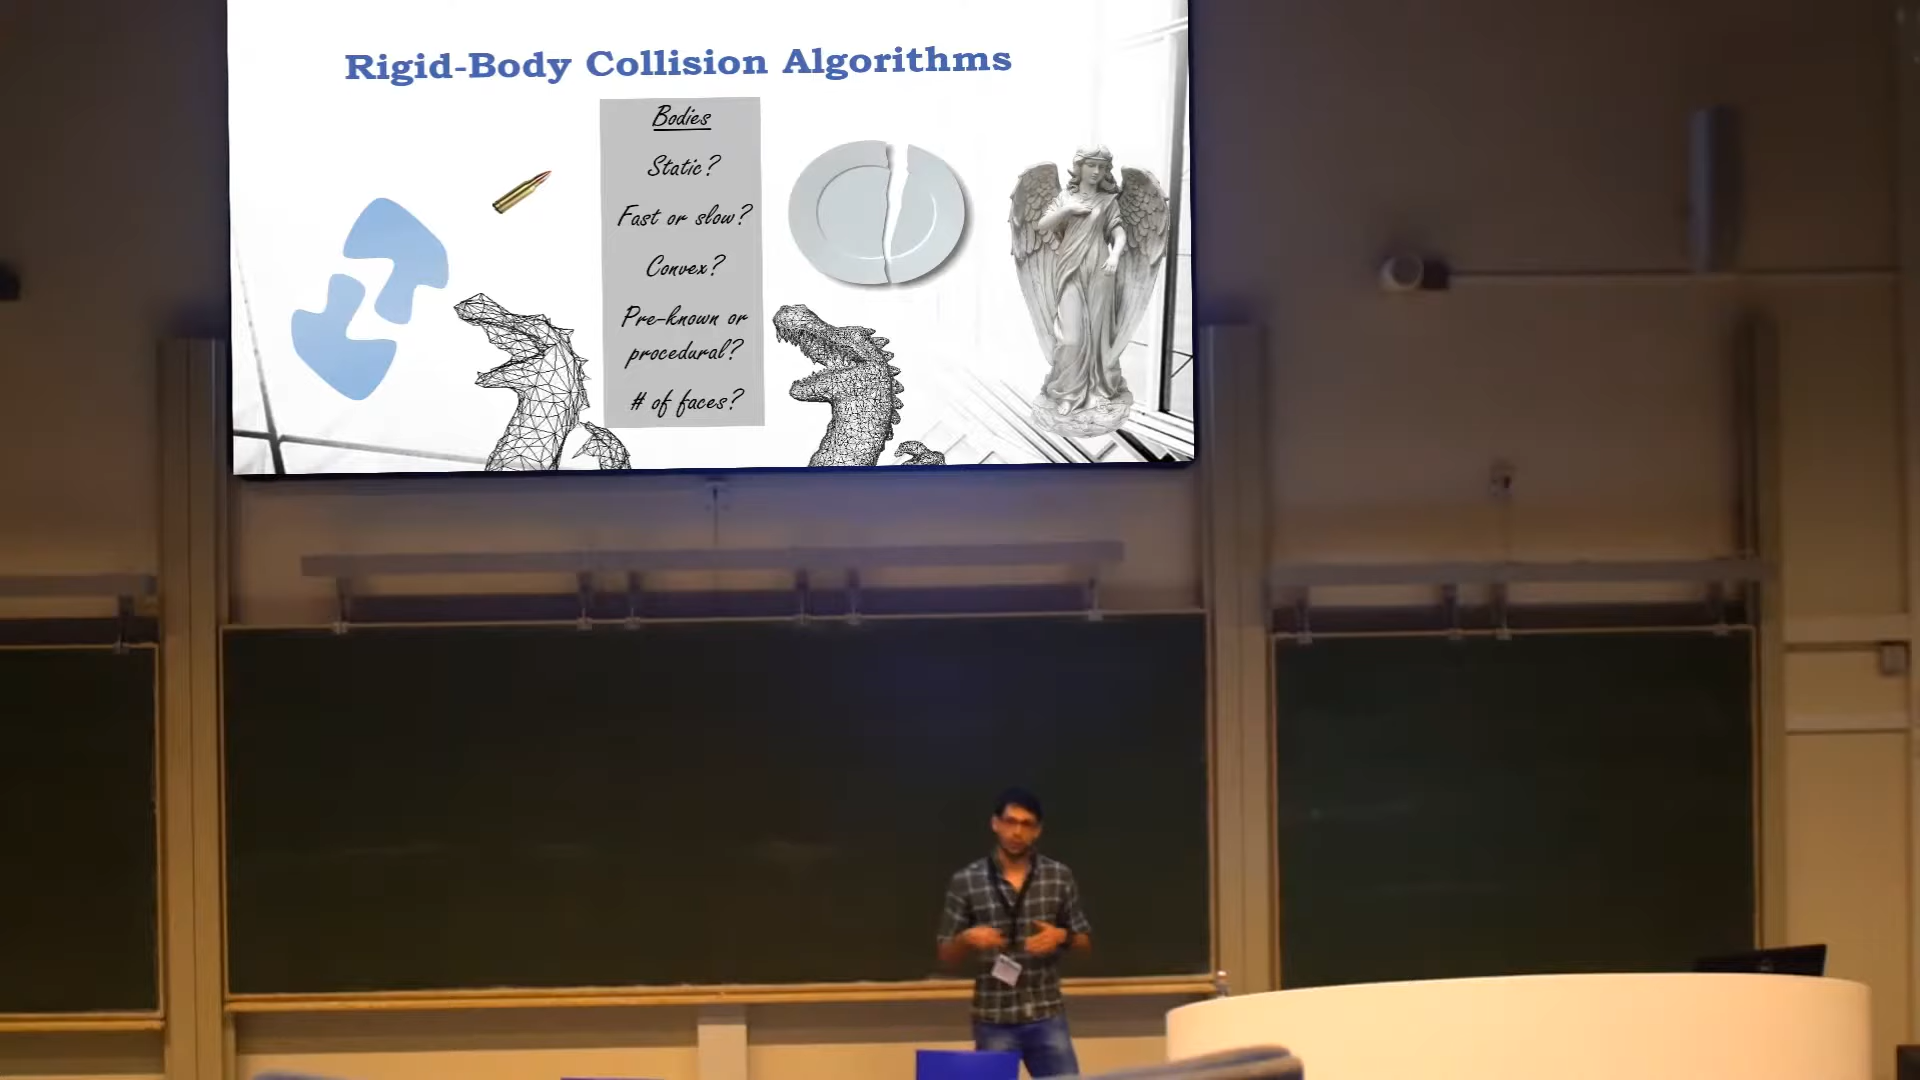 Rigid-Body Collision Algorithms
Bodies
Static?
Fast or slow?
Convex?
Pre-known or
procedural?
# of faces?